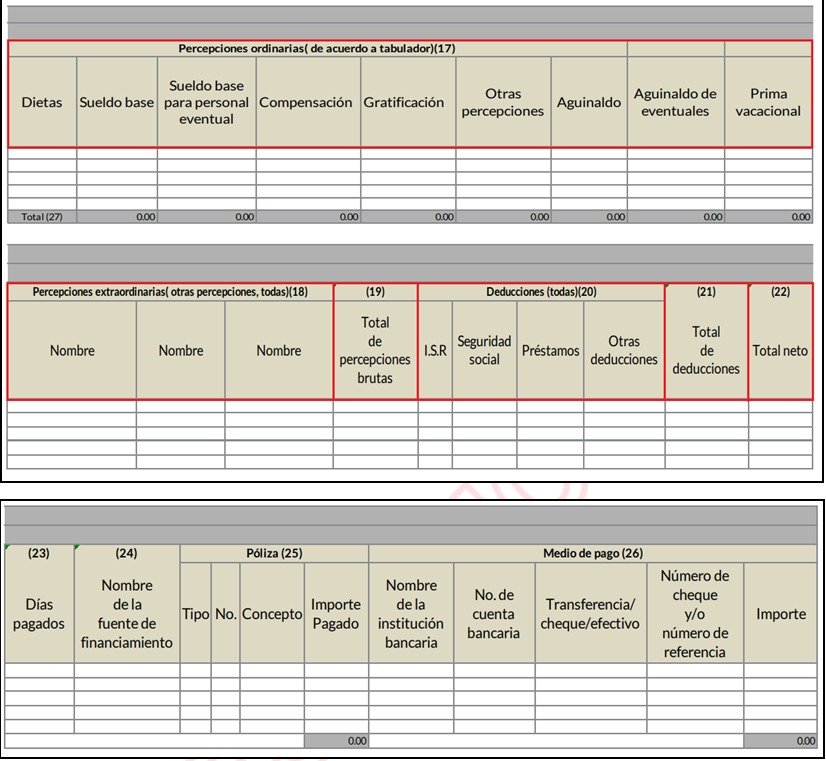 Percepciones ordinarias( de acuerdo a tabulador)(17)
Dietas
Sueldo base
Sueldo base
para personal
eventual
Compensación
Gratificación
Otras
percepciones
Aguinaldo
Aguinaldo de
eventuales
Prima
vacacional
Total (27) 0.00 0.00 0.00 0.00 0.00 0.00 0.00 0.00
Percepciones extraordinarias( otras percepciones, todas)(18)
(19)
Deducciones (todas)(20)
(21)
(22)
Nombre
Nombre
Nombre
Total
de
percepciones
brutas
I.S.R
Seguridad
social
Préstamos
Otras
deducciones
Total
de
deducciones
Total neto
(23)
(24)
Póliza (25)
Medio de pago (26)
Días
pagados
Nombre
de la
fuente de
financiamiento
Tipo
No.
Concepto
Importe
Pagado
Nombre
de la
institución
bancaria
No. de
cuenta
bancaria
Transferencia/
cheque/efectivo
Número de
cheque
y/o
número de
referencia
Importe
0.00 0.00